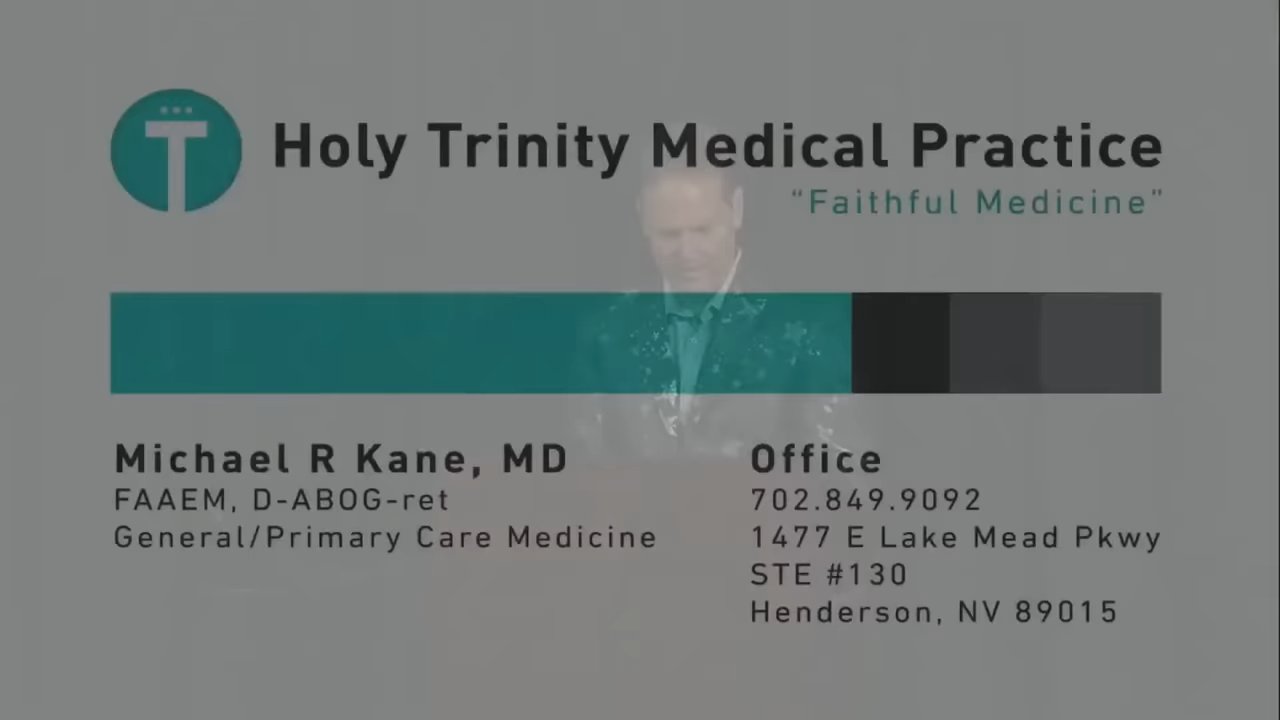 T
Holy Trinity Medical Practice
“Faithful Medicine”
Michael R Kane, MD
FAAEM, D-ABOG-ret
General/Primary Care Medicine
Office
702.849.9092
1477 E Lake Mead Pkwy
STE #130
Henderson, NV 89015